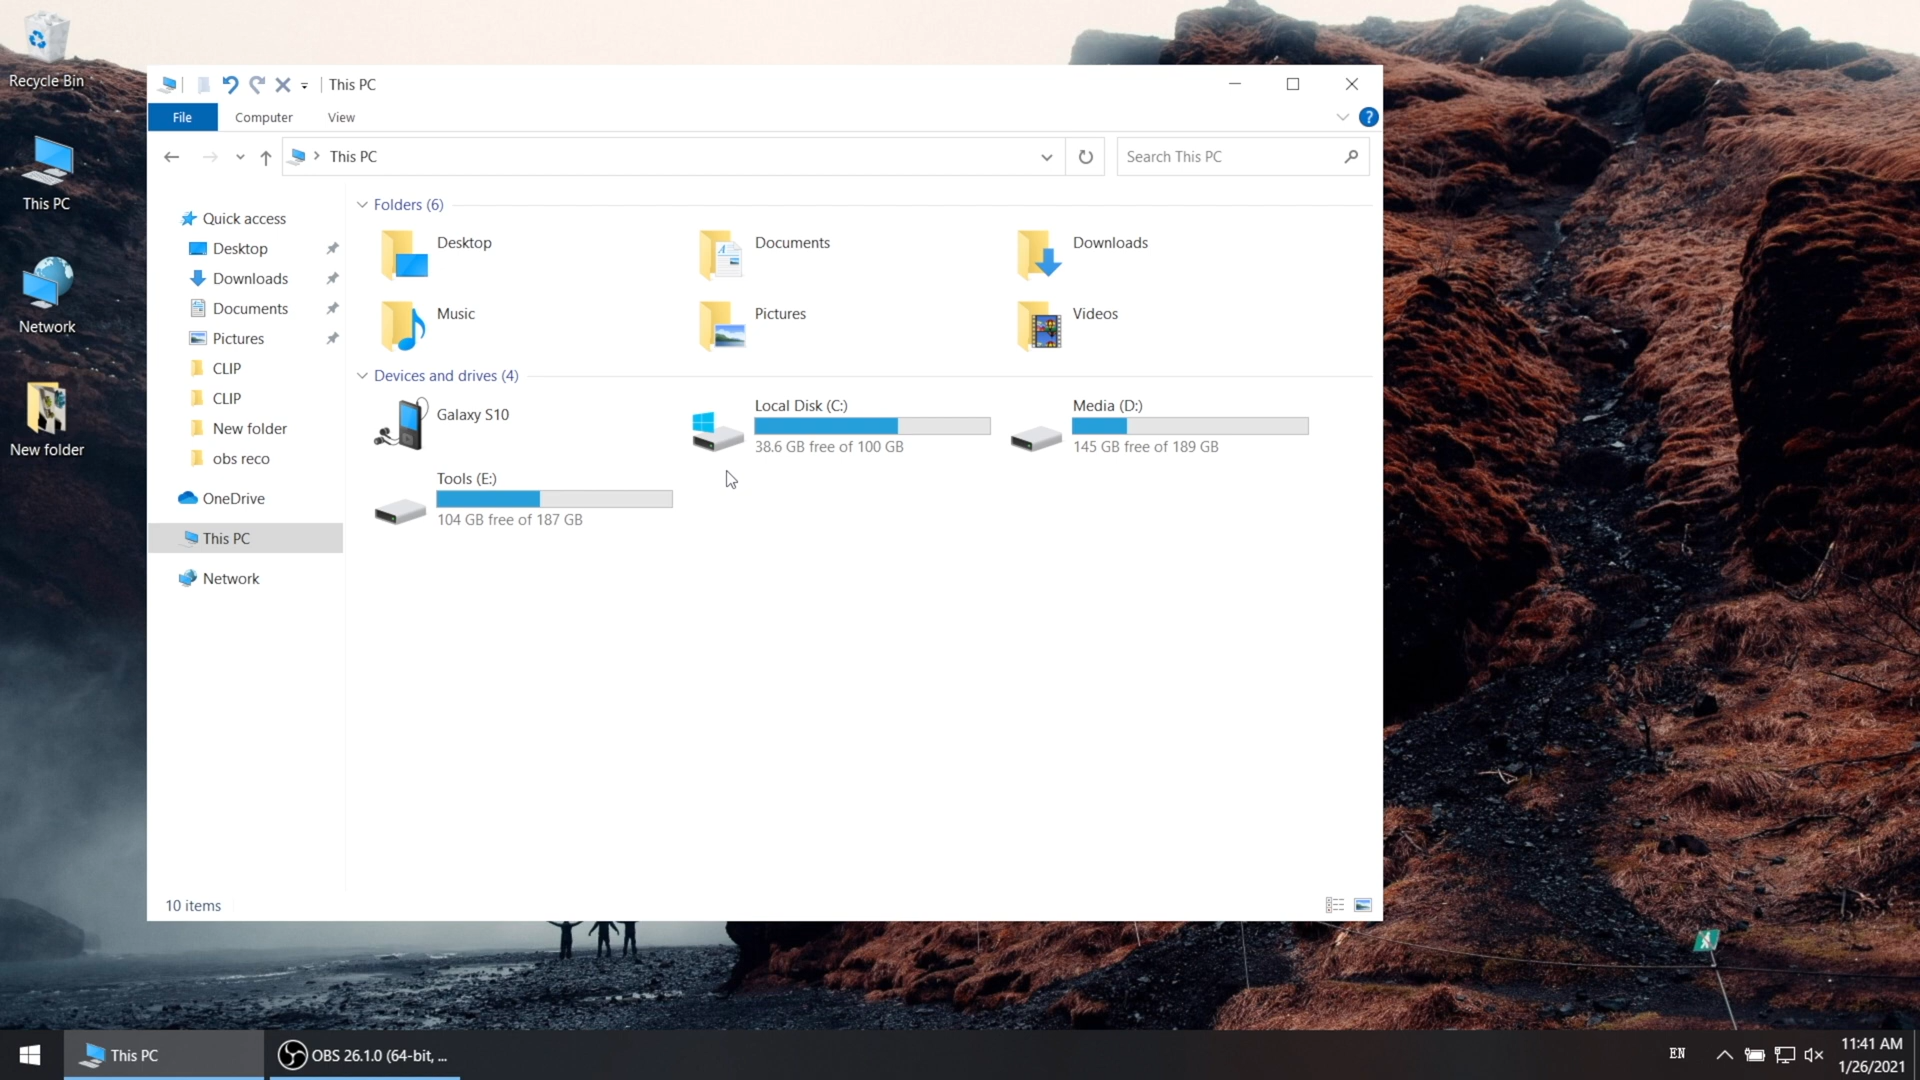 Recycle Bin
This PC
Network
New folder
This PC
File
Computer
View
?
This PC
Search This PC
Quick access
Desktop
Downloads
Documents
Pictures
CLIP
CLIP
New folder
obs reco
OneDrive
This PC
Network
Folders (6)
Desktop
Documents
Downloads
Music
Pictures
Videos
Devices and drives (4)
Galaxy S10
Local Disk (C:)
38.6 GB free of 100 GB
Media (D:)
145 GB free of 189 GB
Tools (E:)
104 GB free of 187 GB
10 items
This PC
OBS 26.1.0 (64-bit, ...
EN
11:41 AM
1/26/2021